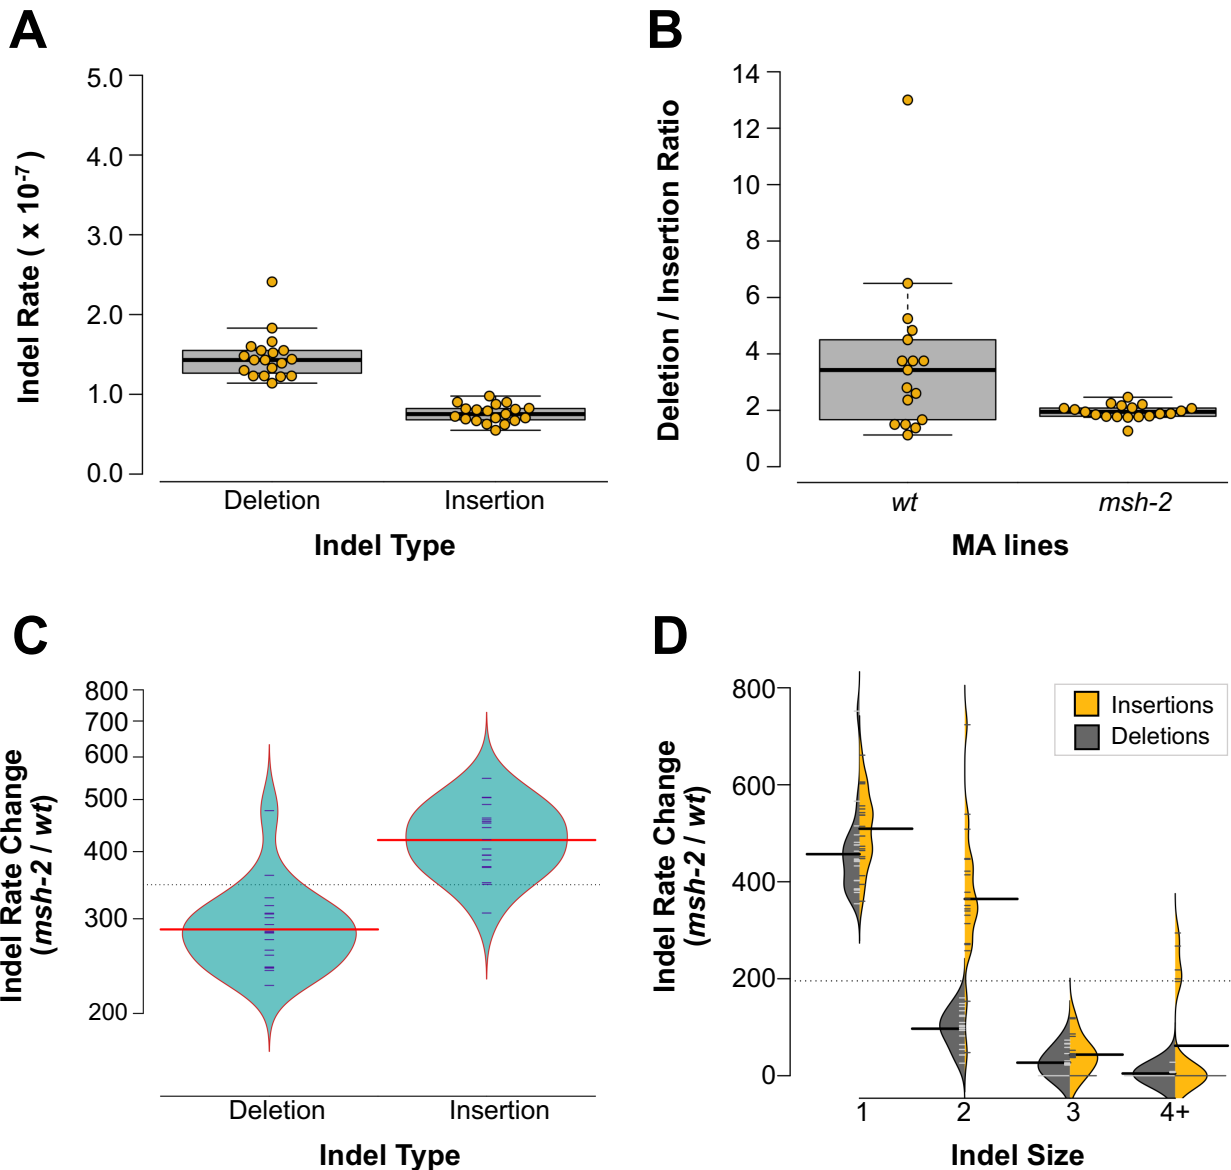 A
5.0
4.0
3.0
2.0
1.0
0.0
Indel Rate ( x 10-7 )
Deletion
Insertion
Indel Type
B
14
12
10
8
6
4
2
0
Deletion / Insertion Ratio
wt
msh-2
MA lines
C
800
700
600
500
400
300
200
Indel Rate Change
(msh-2 / wt)
Deletion
Insertion
Indel Type
D
800
600
400
200
0
Indel Rate Change
(msh-2 / wt)
Insertions
Deletions
1
2
3
4+
Indel Size